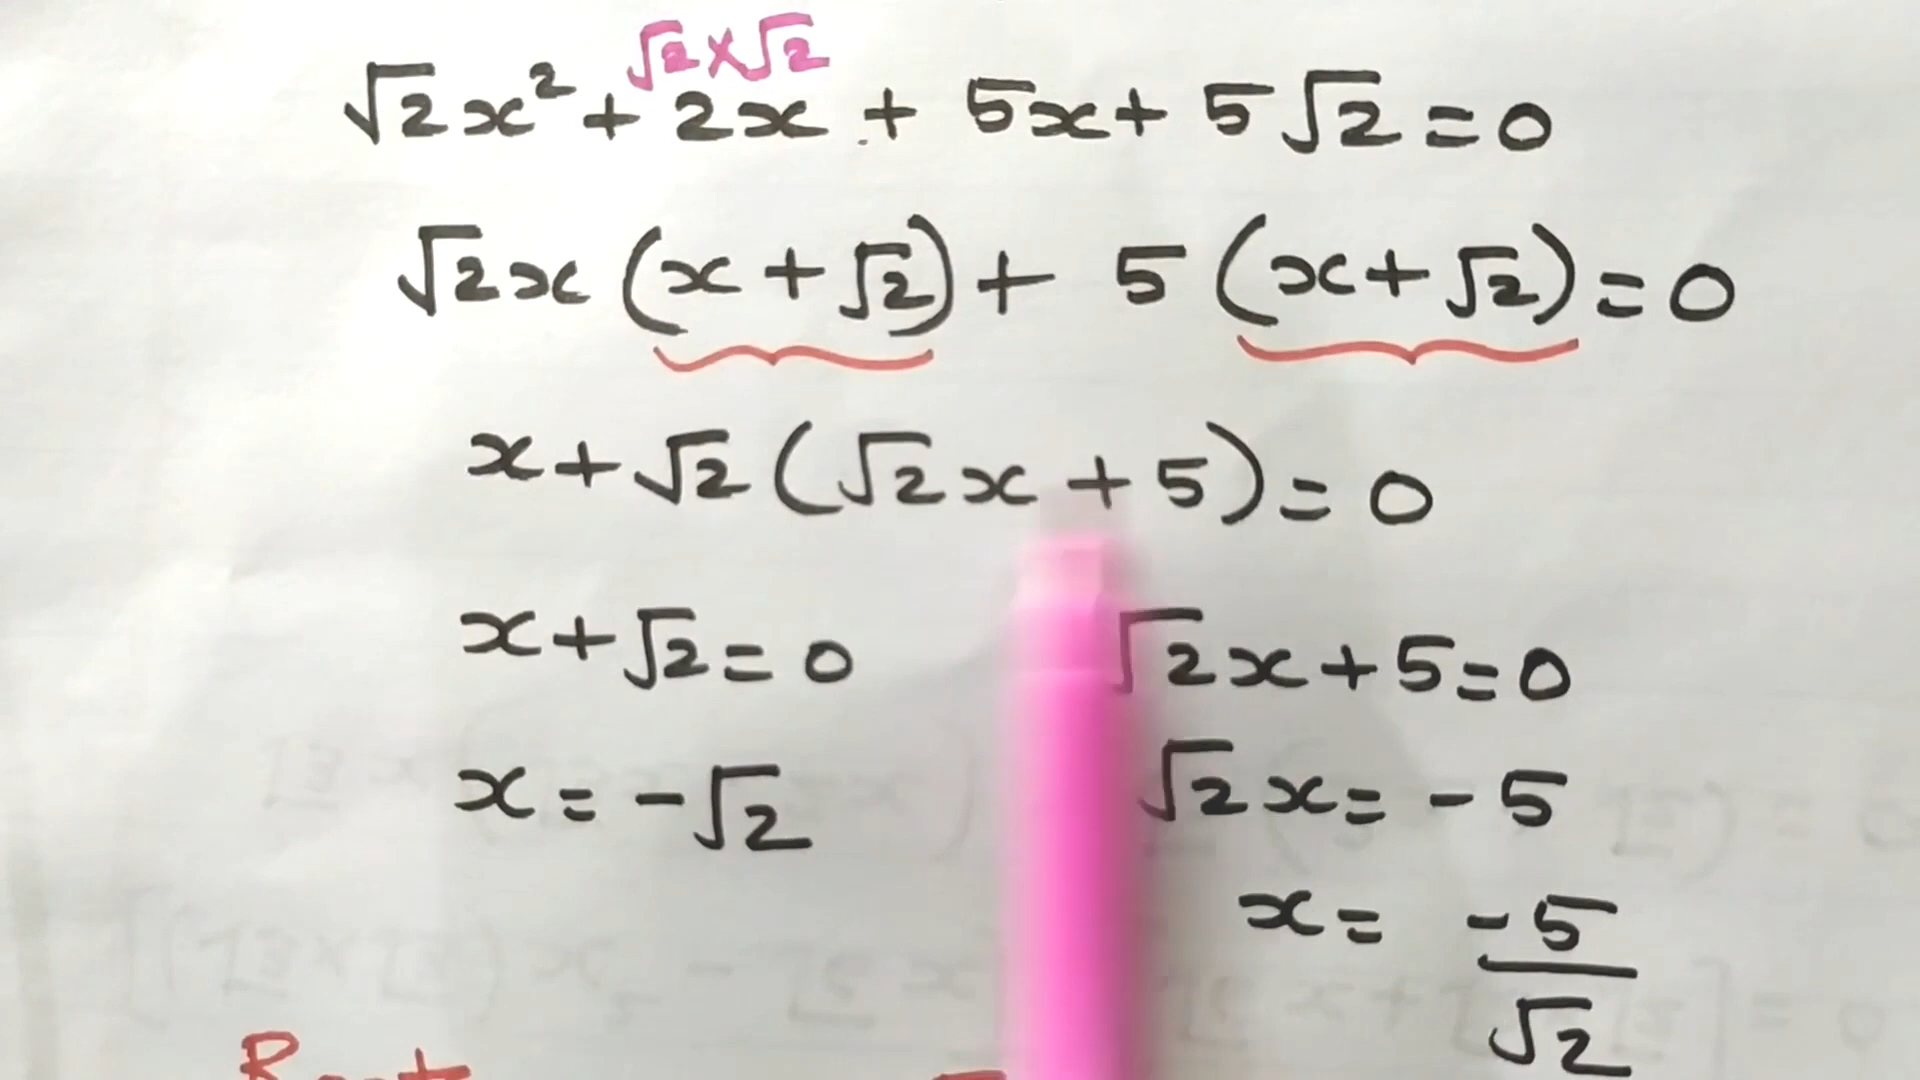 √2×√2
√2x² + 2x + 5x + 5√2 = 0
√2x (x + √2) + 5 (x + √2) = 0
x + √2 (√2x + 5) = 0
x + √2 = 0 √2x + 5 = 0
x = -√2 √2x = -5
x = -5/√2